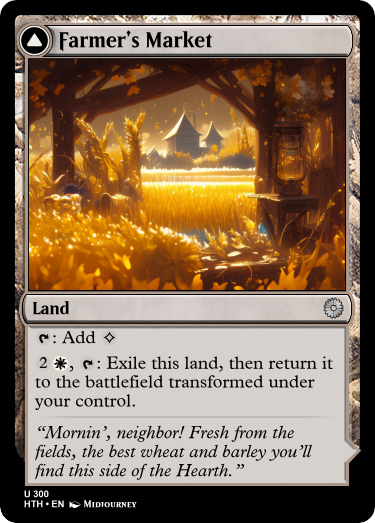 Farmer's Market
Land
: Add
2 , : Exile this land, then return it
to the battlefield transformed under
your control.
“Mornin’, neighbor! Fresh from the
fields, the best wheat and barley you’ll
find this side of the Hearth.”
U 300
HTH • EN Midjourney